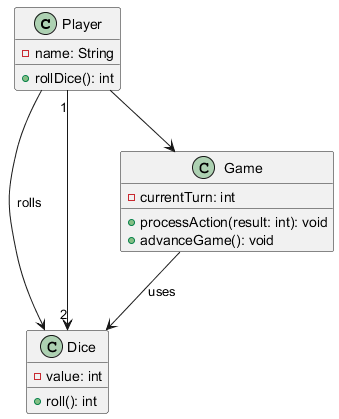 C Player
name: String
rollDice(): int
1
C Game
currentTurn: int
processAction(result: int): void
advanceGame(): void
rolls
uses
2
C Dice
value: int
roll(): int